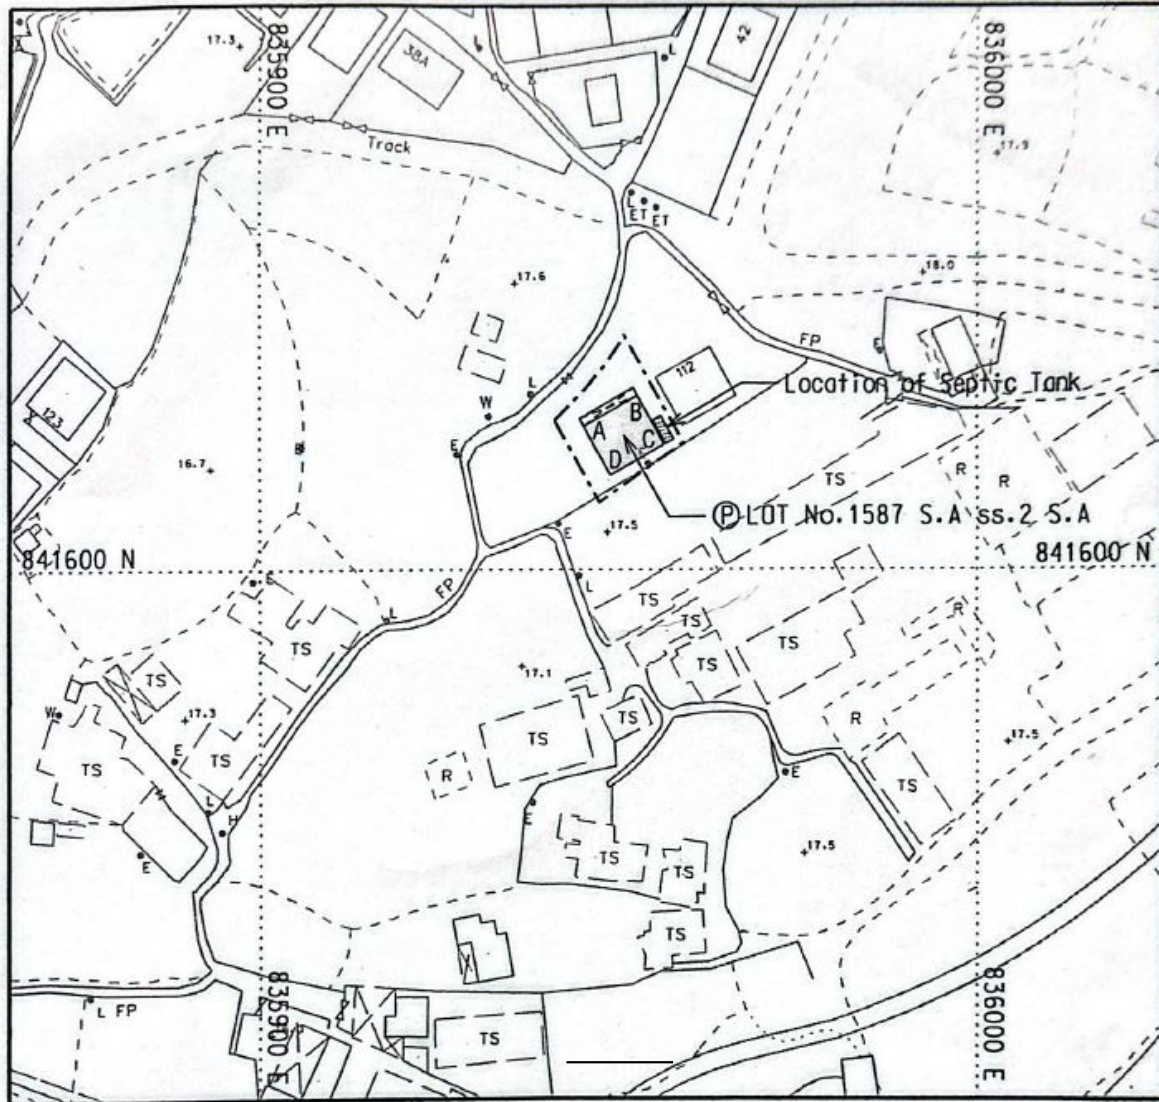 17.3
835900 E
38A
L
L
42
836000 E
17.9
Track
L
ET
ET
17.6
18.0
FP
E
112
Location of Septic Tank
L
W
B
A
C
D
E
123
16.7
TS
R
R
P LOT No.1587 S.A ss.2 S.A
17.5
E
841600 N
841600 N
E
L
FP
L
TS
TS
TS
TS
R
TS
17.1
TS
W
17.3
TS
TS
R
17.5
TS
TS
E
R
E
TS
L
H
E
E
TS
TS
17.5
TS
835900 E
836000 E
L FP
TS